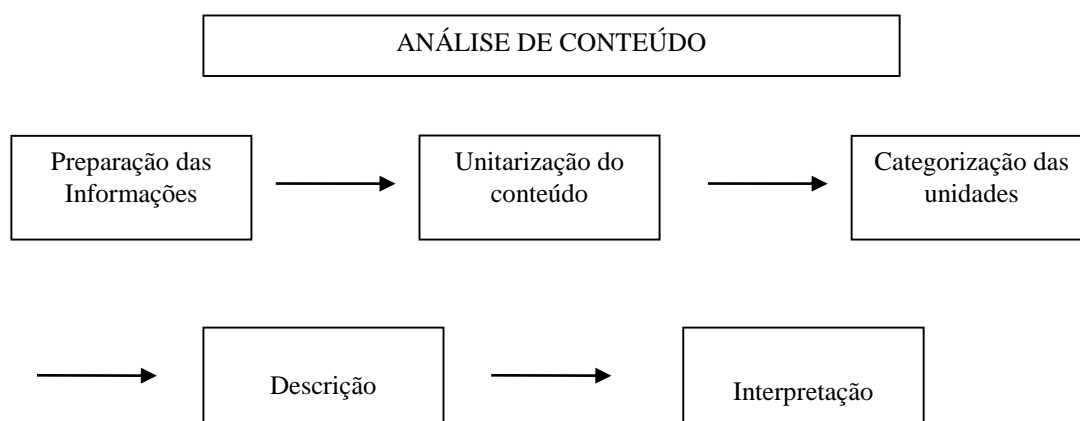 ANÁLISE DE CONTEÚDO
Preparação das
Informações
Unitarização do
conteúdo
Categorização das
unidades
Descrição
Interpretação